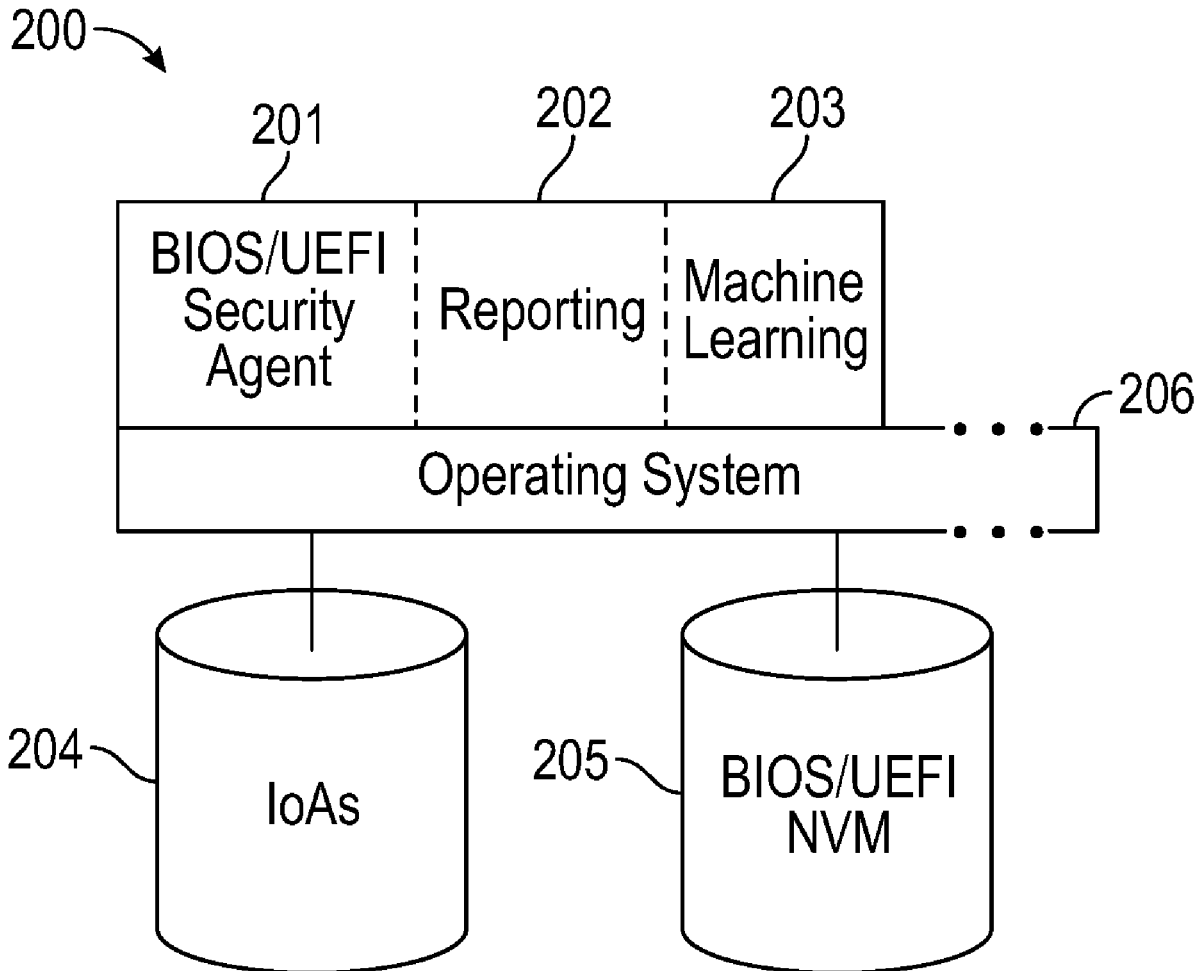 200
201
202
203
BIOS/UEFI
Security
Agent
Reporting
Machine
Learning
206
Operating System
204
IoAs
205
BIOS/UEFI
NVM